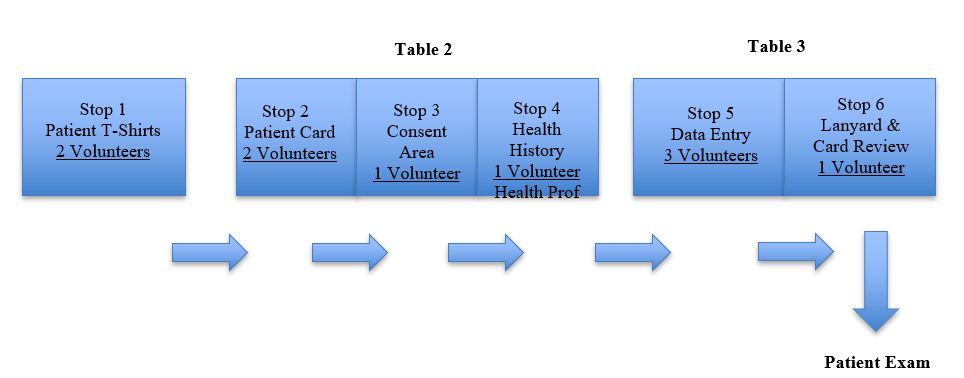 Table 2
Table 3
Stop 1
Patient T-Shirts
2 Volunteers
Stop 2
Patient Card
2 Volunteers
Stop 3
Consent
Area
1 Volunteer
Stop 4
Health
History
1 Volunteer
Health Prof
Stop 5
Data Entry
3 Volunteers
Stop 6
Lanyard &
Card Review
1 Volunteer
Patient Exam